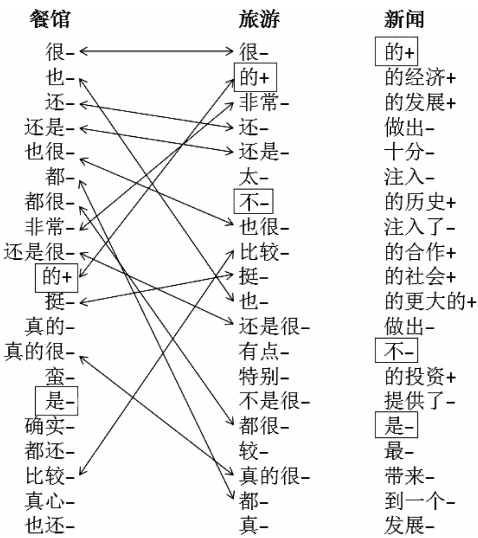 餐馆 旅游 新闻
很- 很- 的+
也- 的+ 的经济+
还- 非常- 的发展+
还是- 还- 做出-
也很- 还是- 十分-
都- 太- 注入-
都很- 不- 的历史+
非常- 也很- 注入了-
还是很- 比较- 的合作+
的+ 挺- 的社会+
挺- 也- 的更大的+
真的- 还是很- 做出-
真的很- 有点- 不-
蛮- 特别- 的投资+
是- 不是很- 提供了-
确实- 都很- 是-
都还- 较- 最-
比较- 真的很- 带来-
真心- 都- 到一个-
也还- 真- 发展-